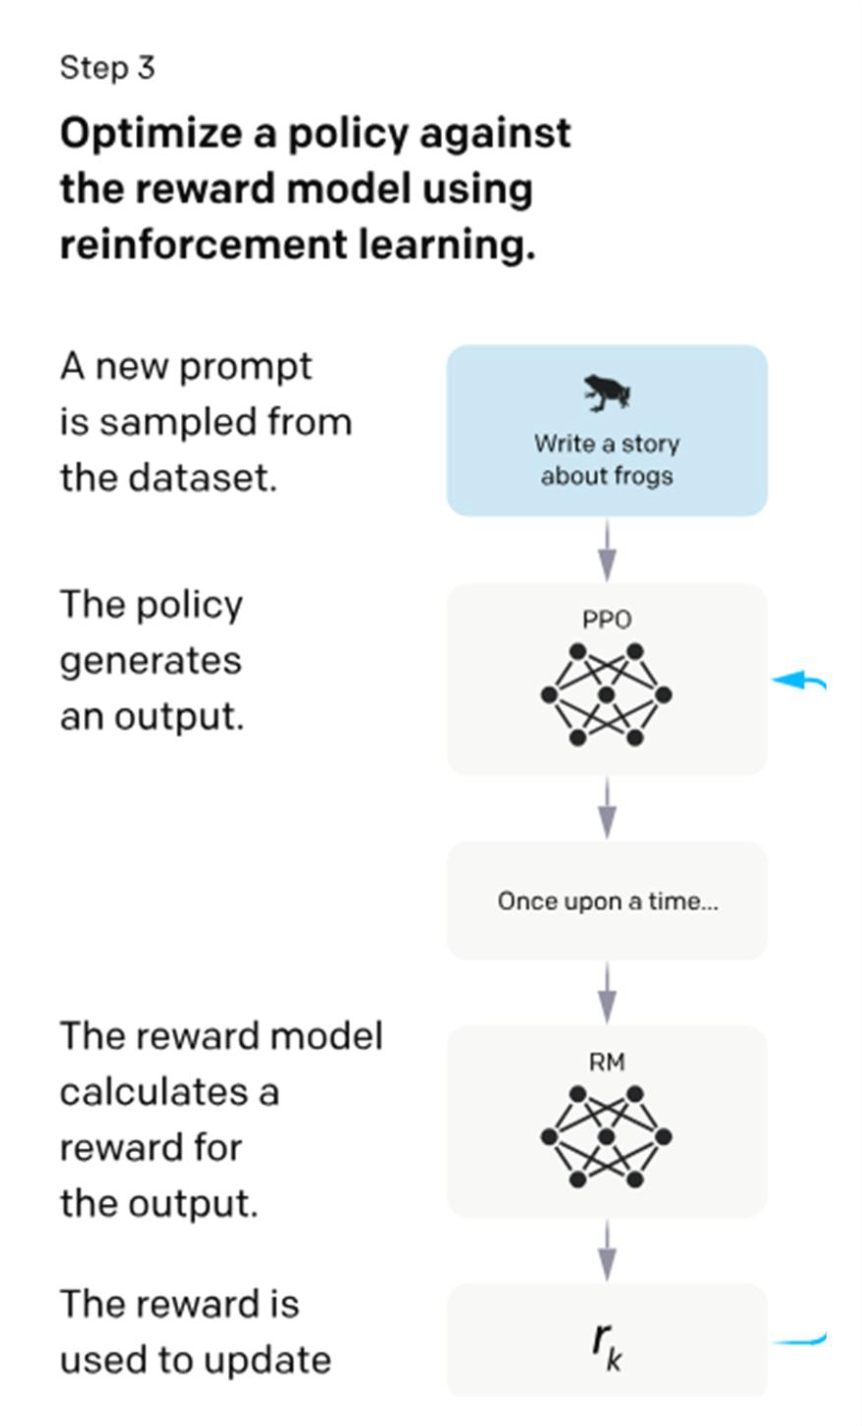 Step 3
Optimize a policy against
the reward model using
reinforcement learning.
A new prompt
is sampled from
the dataset.
Write a story
about frogs
The policy
generates
an output.
PPO
Once upon a time...
The reward model
calculates a
reward for
the output.
RM
The reward is
used to update
r_k